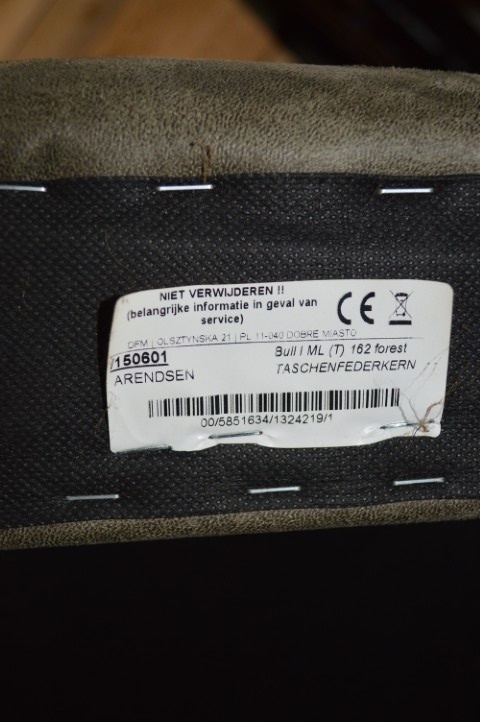 NIET VERWIJDEREN !!
(belangrijke informatie in geval van
service)
CE
DFM | OLSZTYNSKA 21 | PL 11-040 DOBRE MIASTO
150601
Bull I ML (T) 162 forest
ARENDSEN
TASCHENFEDERKERN
00/5851634/1324219/1